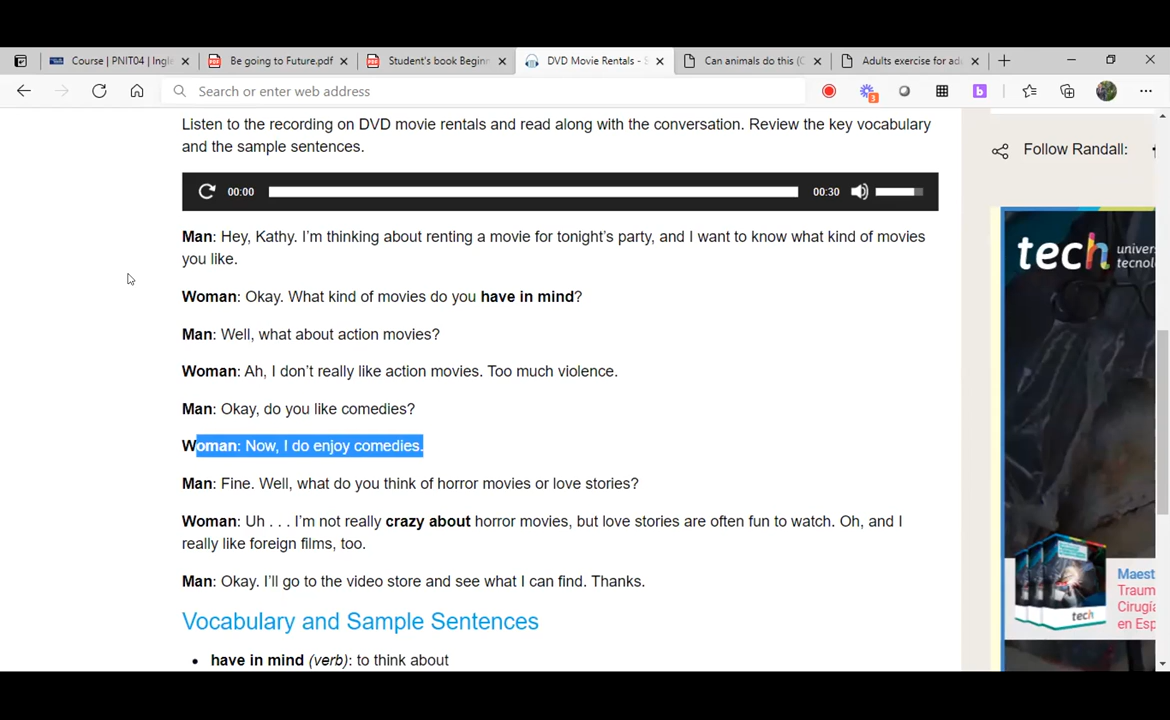 Course | PNIT04 | Ingl
Be going to Future.pdf
Student's book Beginn
DVD Movie Rentals - S
Can animals do this (
Adults exercise for ad
Search or enter web address
3
b
Listen to the recording on DVD movie rentals and read along with the conversation. Review the key vocabulary
and the sample sentences.
00:00
00:30
Man: Hey, Kathy. I'm thinking about renting a movie for tonight's party, and I want to know what kind of movies
you like.
Woman: Okay. What kind of movies do you have in mind?
Man: Well, what about action movies?
Woman: Ah, I don't really like action movies. Too much violence.
Man: Okay, do you like comedies?
Woman: Now, I do enjoy comedies.
Man: Fine. Well, what do you think of horror movies or love stories?
Woman: Uh . . . I'm not really crazy about horror movies, but love stories are often fun to watch. Oh, and I
really like foreign films, too.
Man: Okay. I'll go to the video store and see what I can find. Thanks.
Vocabulary and Sample Sentences
• have in mind (verb): to think about
Follow Randall:
tech
univer
tecnol
Maest
Traum
Cirugía
en Esp
tech